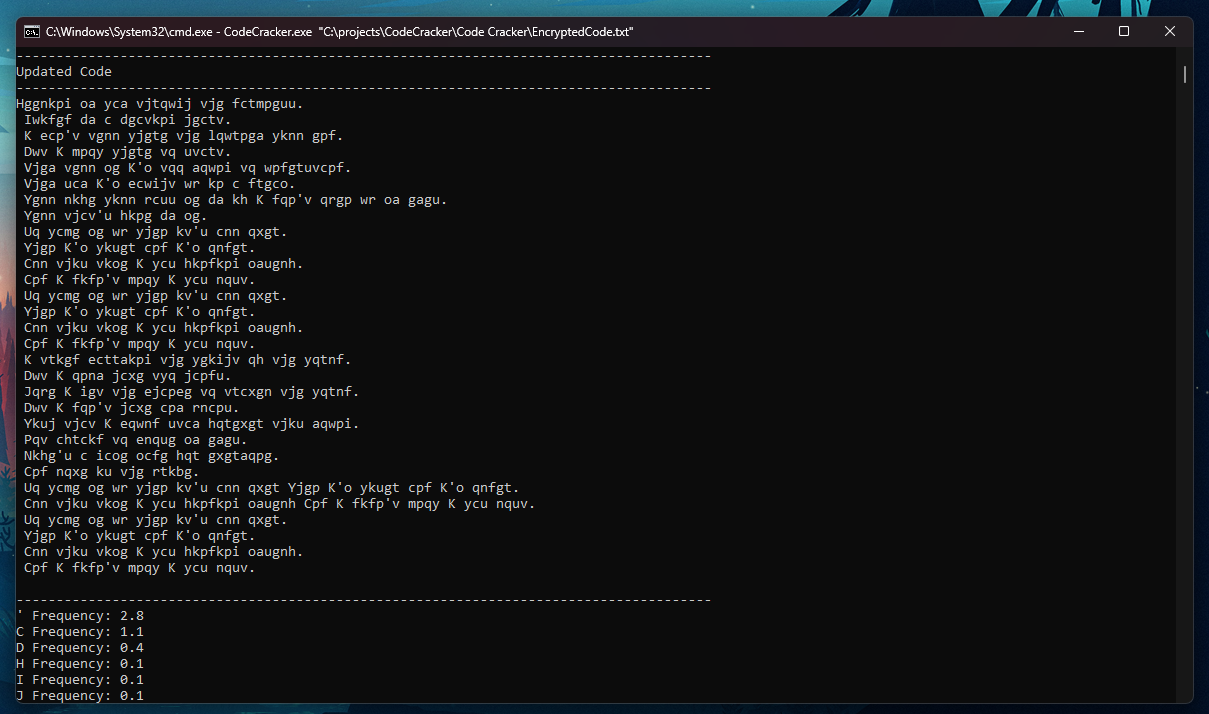 C:\Windows\System32\cmd.exe - CodeCracker.exe "C:\projects\CodeCracker\Code Cracker\EncryptedCode.txt"
---------------------------------------------------------------------------------------
Updated Code
---------------------------------------------------------------------------------------
Hggnkpi oa yca vjtqwij vjg fctmpguu.
Iwkfgf da c dgcvkpi jgctv.
K ecp'v vgnn yjgtg vjg lqwtpga yknn gpf.
Dwv K mpqy yjgtg vq uvctv.
Vjga vgnn og K'o vqq aqwpi vq wpfgtuvcpf.
Vjga uca K'o ecwijv wr kp c ftgco.
Ygnn nkhg yknn rcuu og da kh K fqp'v qrgp wr oa gagu.
Ygnn vjcv'u hkpg da og.
Uq ycmg og wr yjgp kv'u cnn qxgt.
Yjgp K'o ykugt cpf K'o qnfgt.
Cnn vjku vkog K ycu hkpfkpi oaugnh.
Cpf K fkfp'v mpqy K ycu nquv.
Uq ycmg og wr yjgp kv'u cnn qxgt.
Yjgp K'o ykugt cpf K'o qnfgt.
Cnn vjku vkog K ycu hkpfkpi oaugnh.
Cpf K fkfp'v mpqy K ycu nquv.
K vtkgf ecttakpi vjg ygkijv qh vjg yqtnf.
Dwv K qpna jcxg vyq jcpfu.
Jqrg K igv vjg ejcpeg vq vtcxgn vjg yqtnf.
Dwv K fqp'v jcxg cpa rncpu.
Ykuj vjcv K eqwnf uvca hqtgxgt vjku aqwpi.
Pqv chtckf vq enqug oa gagu.
Nkhg'u c icog ocfg hqt gxgtaqpg.
Cpf nqxg ku vjg rtkbg.
Uq ycmg og wr yjgp kv'u cnn qxgt Yjgp K'o ykugt cpf K'o qnfgt.
Cnn vjku vkog K ycu hkpfkpi oaugnh Cpf K fkfp'v mpqy K ycu nquv.
Uq ycmg og wr yjgp kv'u cnn qxgt.
Yjgp K'o ykugt cpf K'o qnfgt.
Cnn vjku vkog K ycu hkpfkpi oaugnh.
Cpf K fkfp'v mpqy K ycu nquv.
---------------------------------------------------------------------------------------
' Frequency: 2.8
C Frequency: 1.1
D Frequency: 0.4
H Frequency: 0.1
I Frequency: 0.1
J Frequency: 0.1